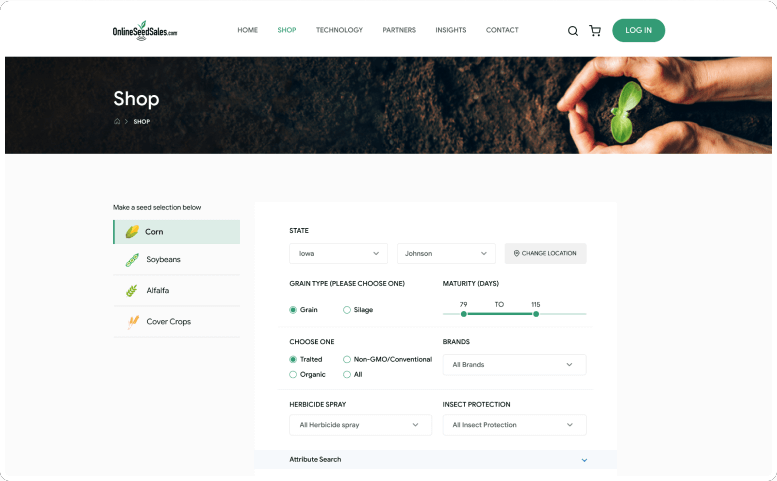 OnlineSeedSales.com
HOME SHOP TECHNOLOGY PARTNERS INSIGHTS CONTACT LOG IN
Shop
SHOP
Make a seed selection below
Corn
Soybeans
Alfalfa
Cover Crops
STATE
Iowa Johnson CHANGE LOCATION
GRAIN TYPE (PLEASE CHOOSE ONE) MATURITY (DAYS)
79 TO 115
Grain Silage
CHOOSE ONE BRANDS
Traited Non-GMO/Conventional
All Brands
Organic All
HERBICIDE SPRAY INSECT PROTECTION
All Herbicide spray All Insect Protection
Attribute Search